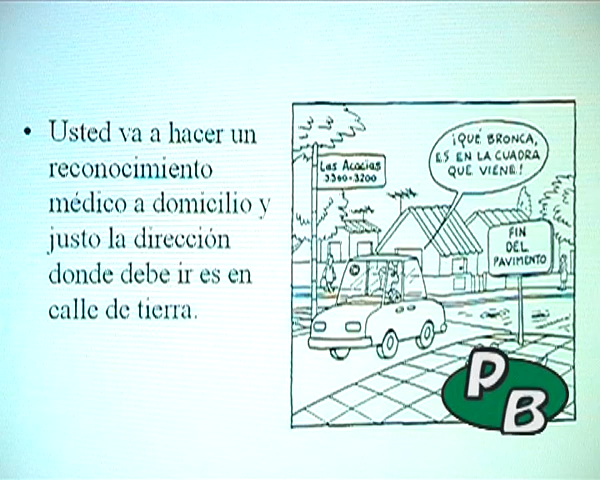 • Usted va a hacer un
reconocimiento
médico a domicilio y
justo la dirección
donde debe ir es en
calle de tierra.
Las Acacias
3300-3200
¡QUÉ BRONCA,
ES EN LA CUADRA
QUE VIENE!
FIN
DEL
PAVIMENTO
PB